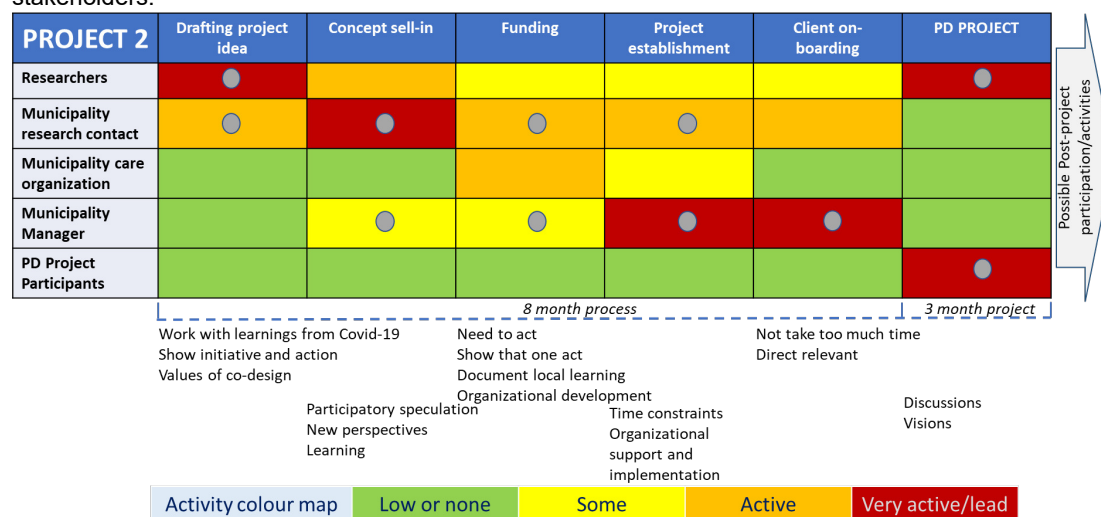 stakeholders.
PROJECT 2
Drafting project
idea
Concept sell-in
Funding
Project
establishment
Client on-
boarding
PD PROJECT
Researchers
Municipality
research contact
Municipality care
organization
Municipality
Manager
PD Project
Participants
Possible Post-project
participation/activities
8 month process
3 month project
Work with learnings from Covid-19
Show initiative and action
Values of co-design
Participatory speculation
New perspectives
Learning
Need to act
Show that one act
Document local learning
Organizational development
Time constraints
Organizational
support and
implementation
Not take too much time
Direct relevant
Discussions
Visions
Activity colour map
Low or none
Some
Active
Very active/lead